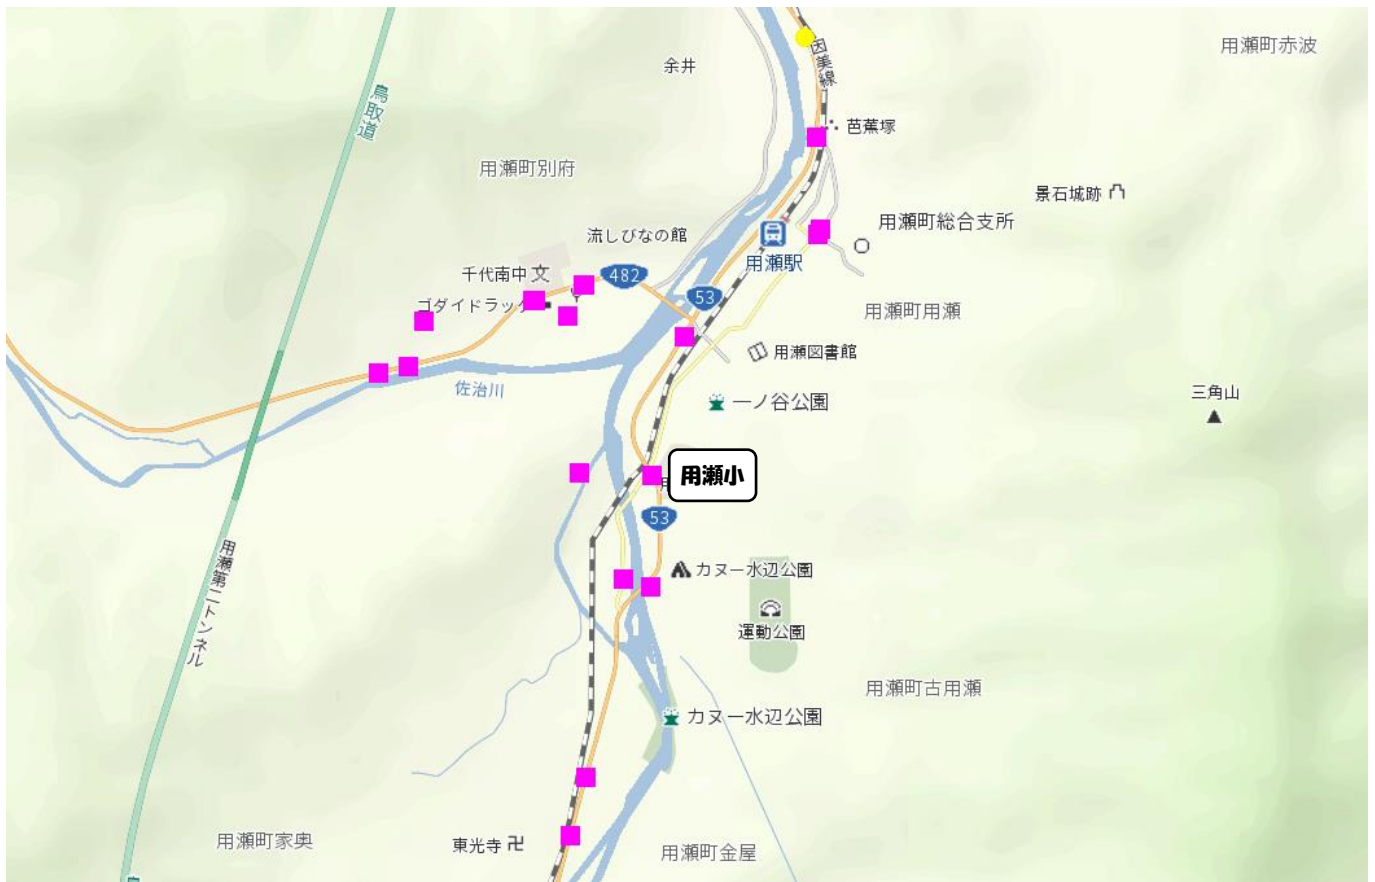 用瀬町赤波
因美線
余井
鳥取道
芭蕉塚
用瀬町別府
景石城跡
用瀬町総合支所
流しびなの館
用瀬駅
千代南中
文
482
53
ゴダイドラッグ
用瀬町用瀬
用瀬図書館
佐治川
三角山
一ノ谷公園
用瀬小
用
53
用瀬第二トンネル
カヌー水辺公園
運動公園
用瀬町古用瀬
カヌー水辺公園
用瀬町家奥
東光寺
用瀬町金屋
鳥